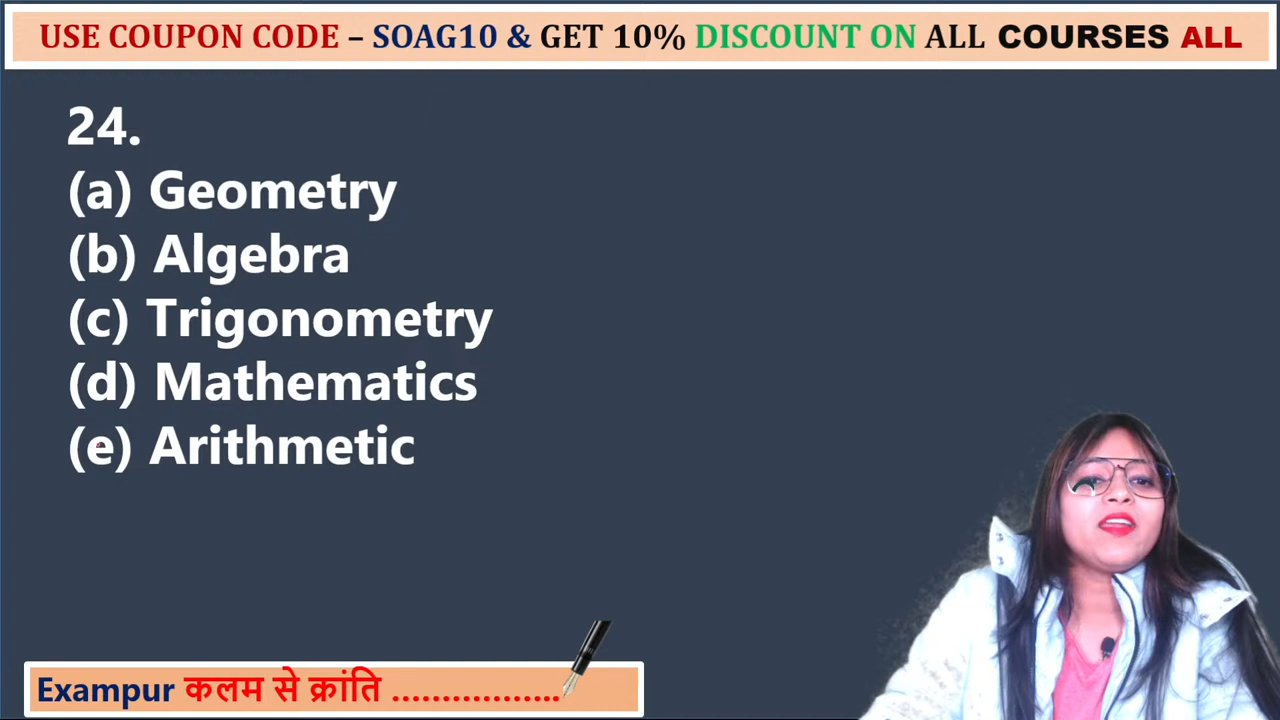 USE COUPON CODE – SOAG10 & GET 10% DISCOUNT ON ALL COURSES ALL
24.
(a) Geometry
(b) Algebra
(c) Trigonometry
(d) Mathematics
(e) Arithmetic
Exampur कलम से क्रांति .................